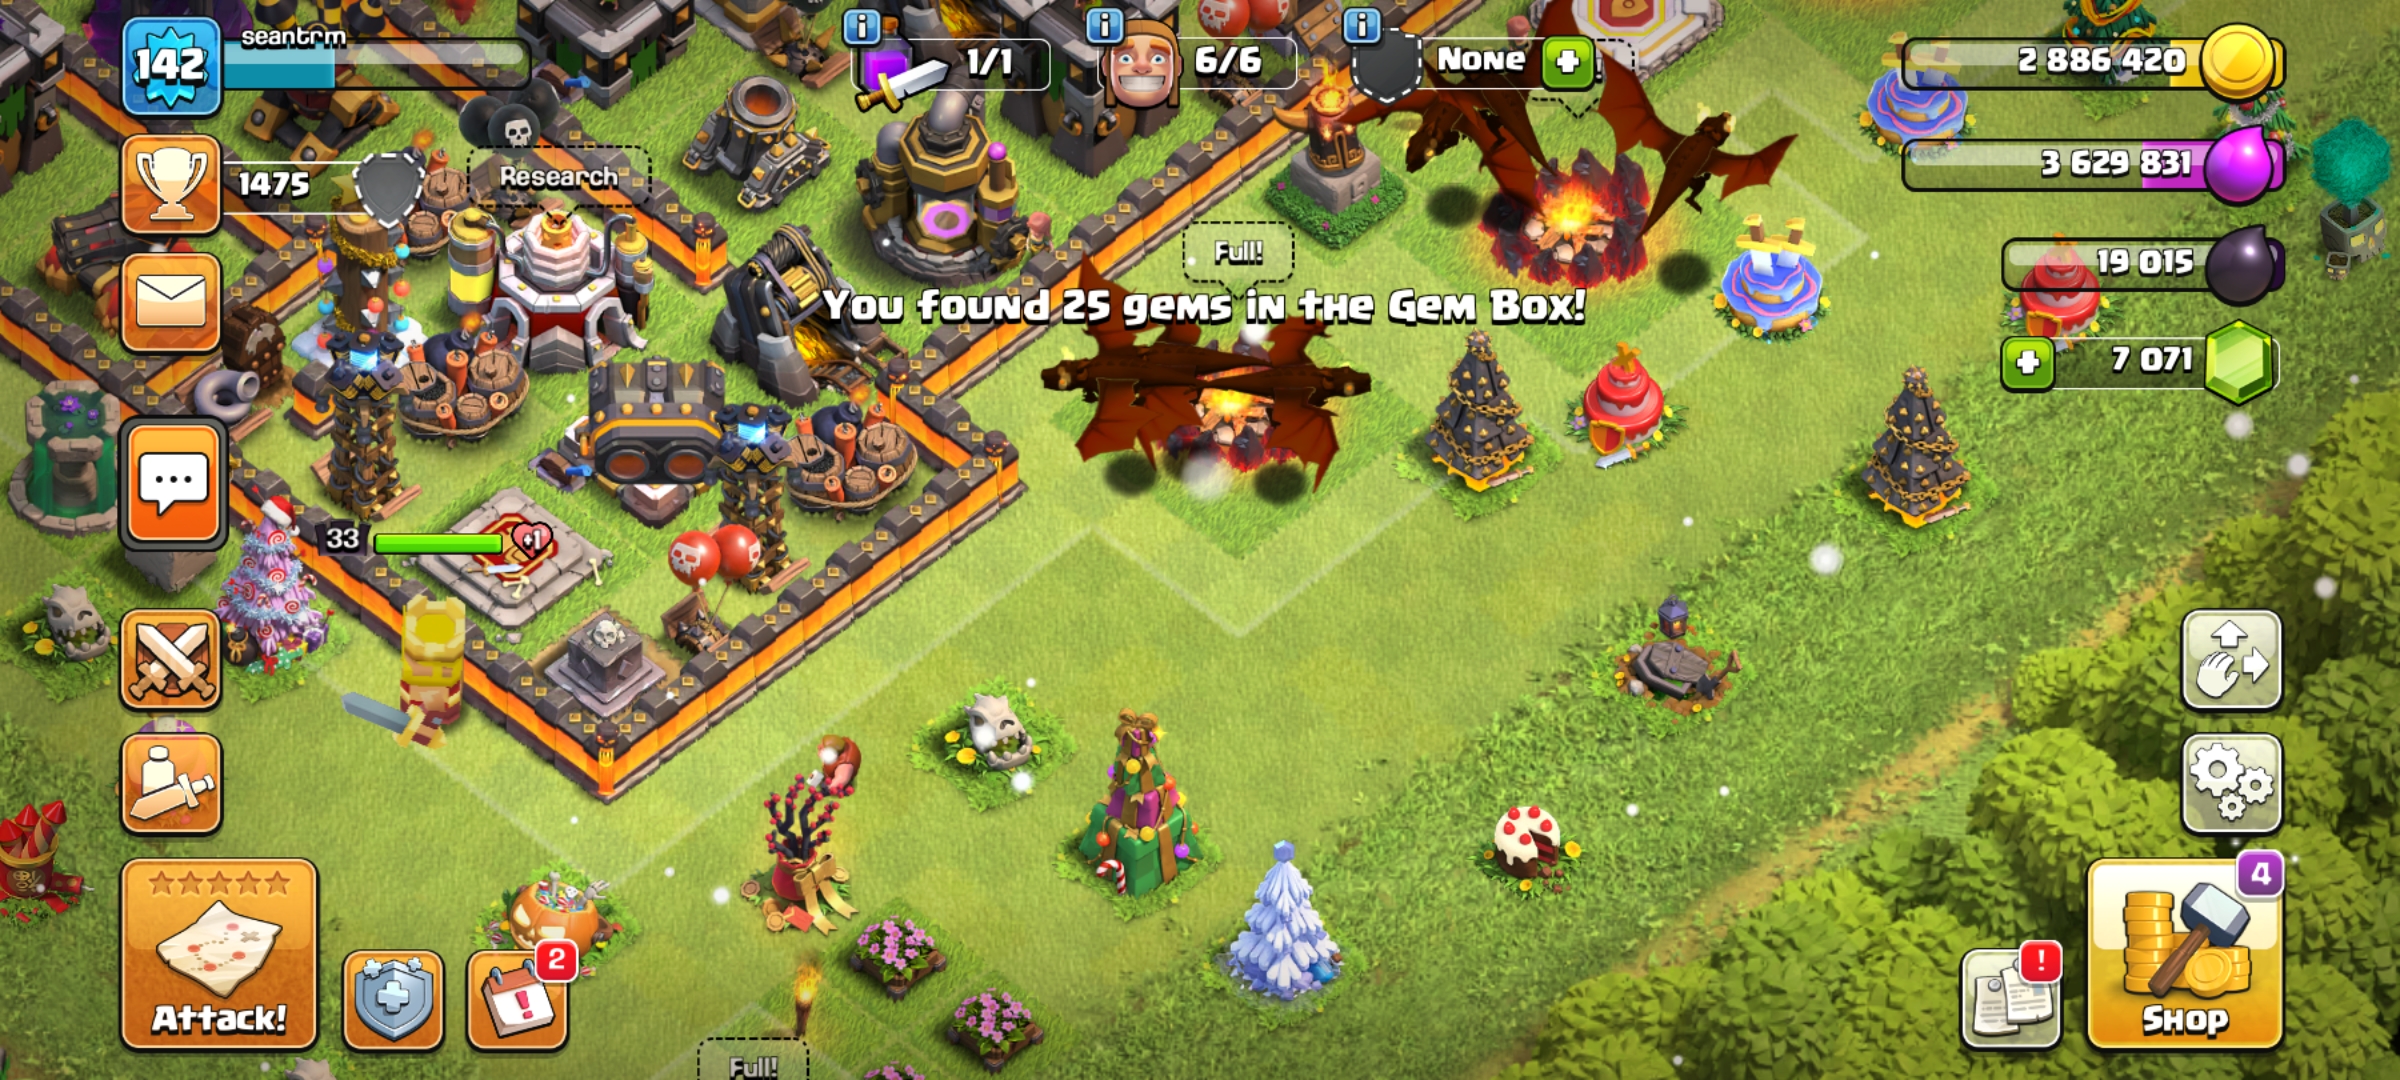 142
seantrm
1/1
6/6
None
2 886 420
1475
Research
3 629 831
Full!
19 015
You found 25 gems in the Gem Box!
7 071
33
+1
4
2
!
Attack!
Shop
Full!